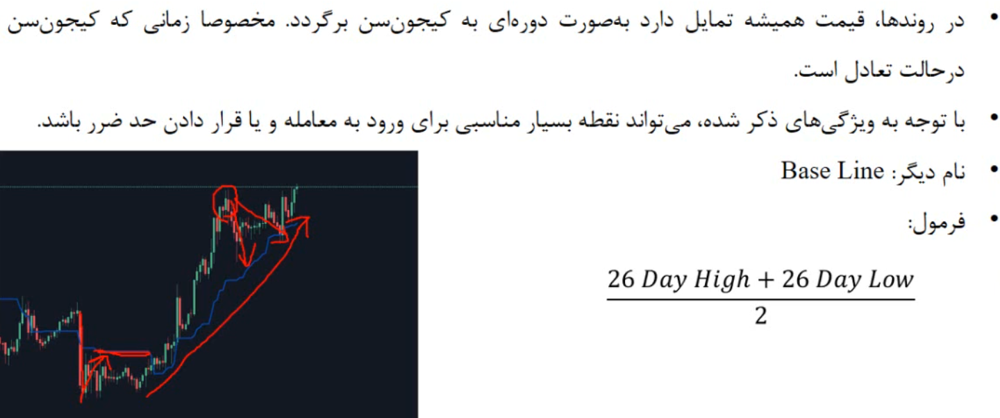 • در روندها، قیمت همیشه تمایل دارد به‌صورت دوره‌ای به کیجون‌سن برگردد. مخصوصا زمانی که کیجون‌سن
درحالت تعادل است.
• با توجه به ویژگی‌های ذکر شده، می‌تواند نقطه بسیار مناسبی برای ورود به معامله و یا قرار دادن حد ضرر باشد.
• نام دیگر: Base Line
• فرمول:
26 Day High + 26 Day Low
2